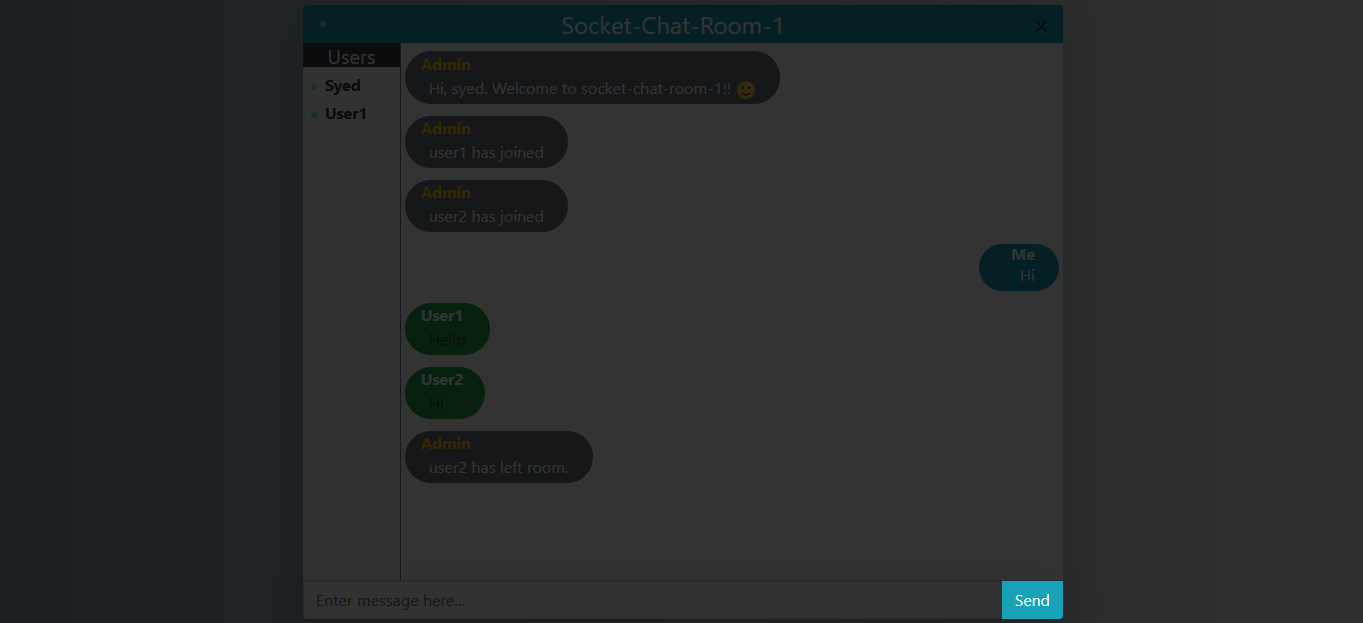 Socket-Chat-Room-1
×
Users
Syed
User1
Admin
Hi, syed. Welcome to socket-chat-room-1!! 🙂
Admin
user1 has joined
Admin
user2 has joined
Me
Hi
User1
Hello
User2
Hi
Admin
user2 has left room.
Enter message here...
Send